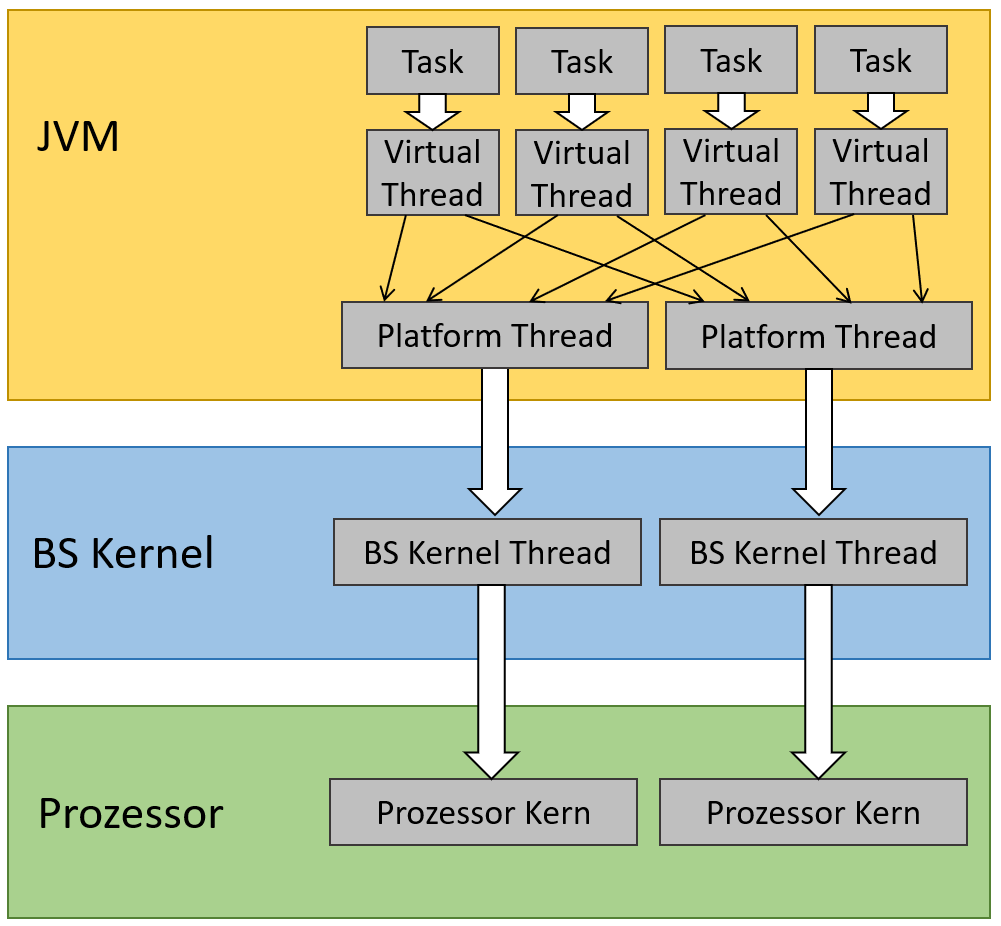 Task
Task
Task
Task
JVM
Virtual
Thread
Virtual
Thread
Virtual
Thread
Virtual
Thread
Platform Thread
Platform Thread
BS Kernel
BS Kernel Thread
BS Kernel Thread
Prozessor
Prozessor Kern
Prozessor Kern